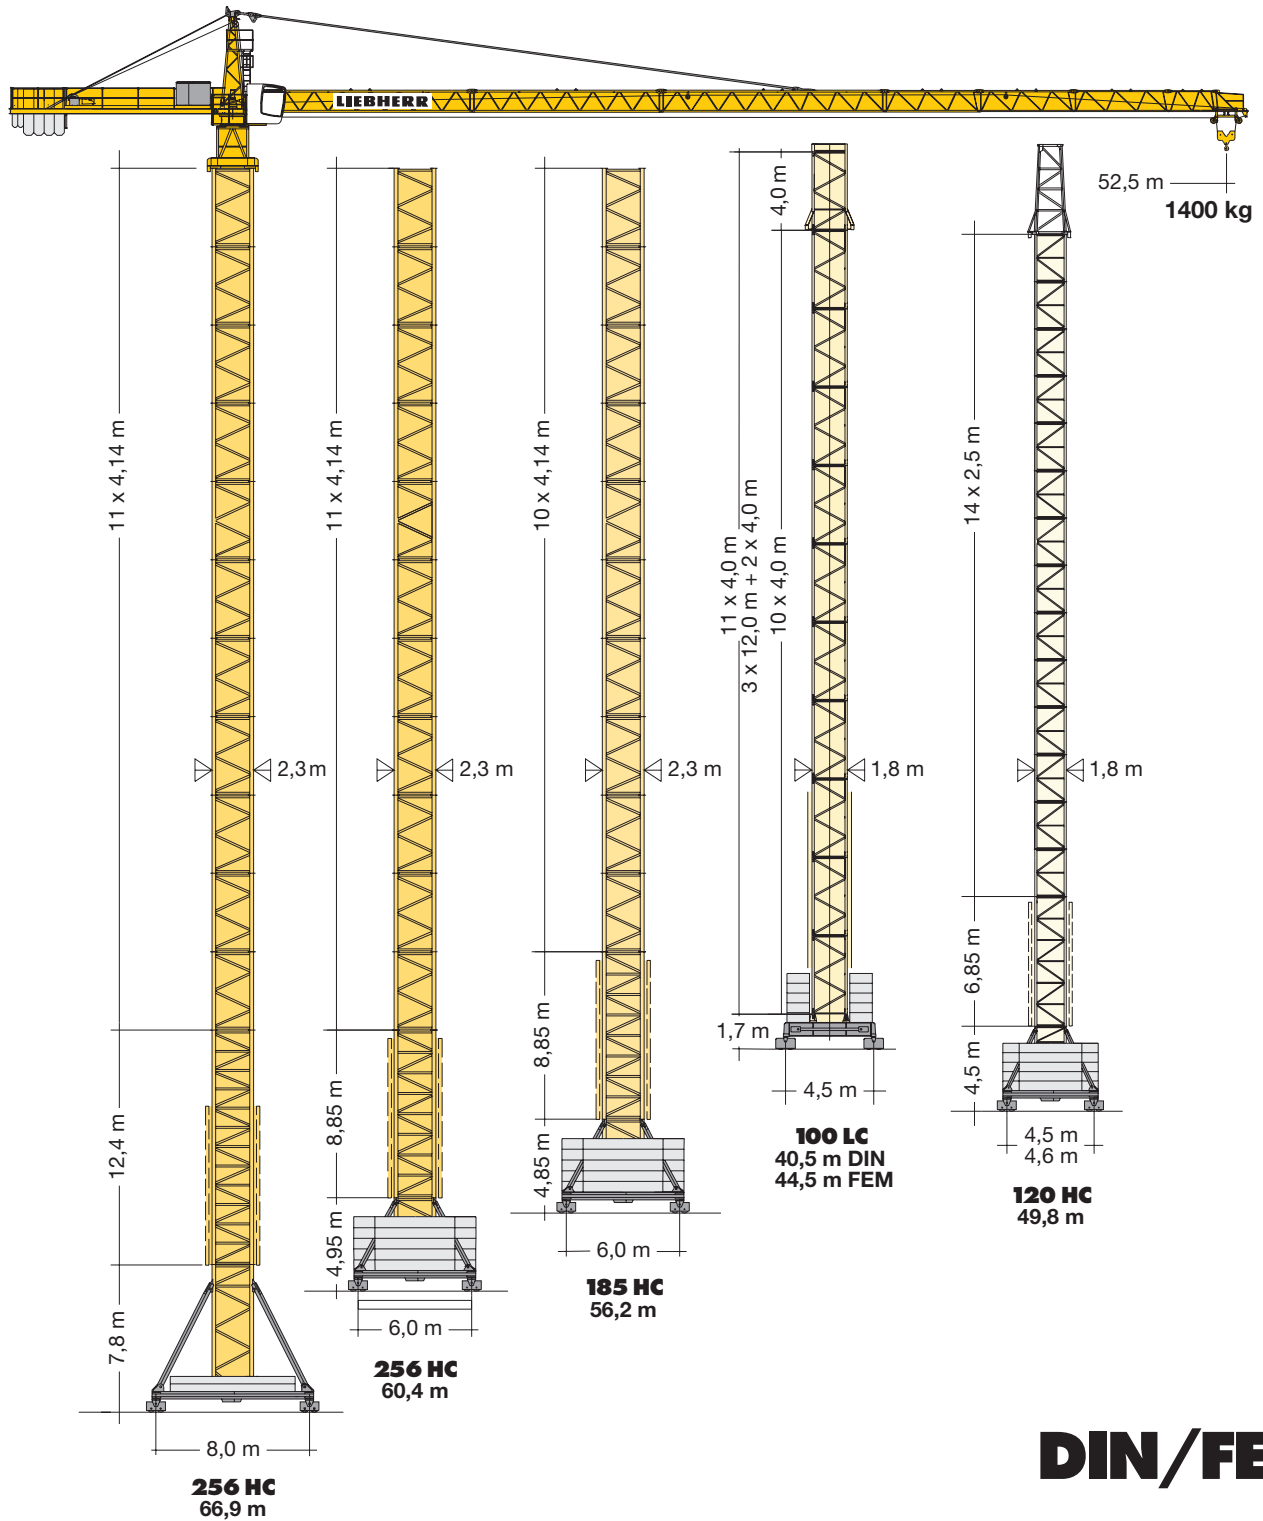 LIEBHERR
52,5 m
1400 kg
11 x 4,14 m
12,4 m
7,8 m
2,3 m
8,0 m
256 HC
66,9 m
11 x 4,14 m
8,85 m
4,95 m
2,3 m
6,0 m
256 HC
60,4 m
10 x 4,14 m
8,85 m
4,85 m
2,3 m
6,0 m
185 HC
56,2 m
4,0 m
11 x 4,0 m
3 x 12,0 m + 2 x 4,0 m
10 x 4,0 m
1,7 m
1,8 m
4,5 m
100 LC
40,5 m DIN
44,5 m FEM
14 x 2,5 m
6,85 m
4,5 m
1,8 m
4,5 m
4,6 m
120 HC
49,8 m
DIN/FE